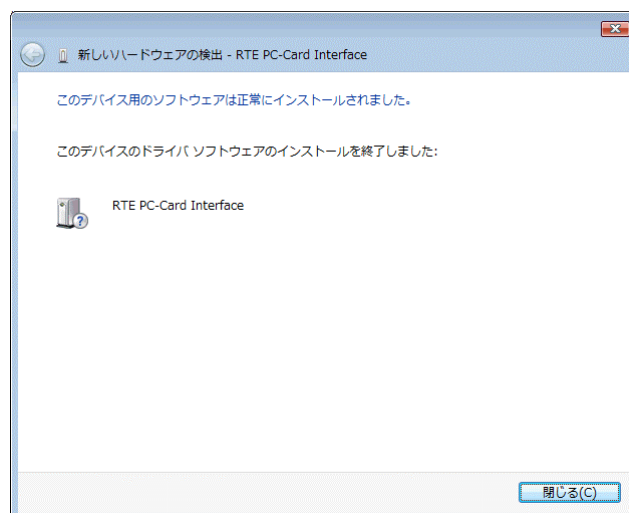 新しいハードウェアの検出 - RTE PC-Card Interface
このデバイス用のソフトウェアは正常にインストールされました。
このデバイスのドライバ ソフトウェアのインストールを終了しました:
RTE PC-Card Interface
閉じる(C)